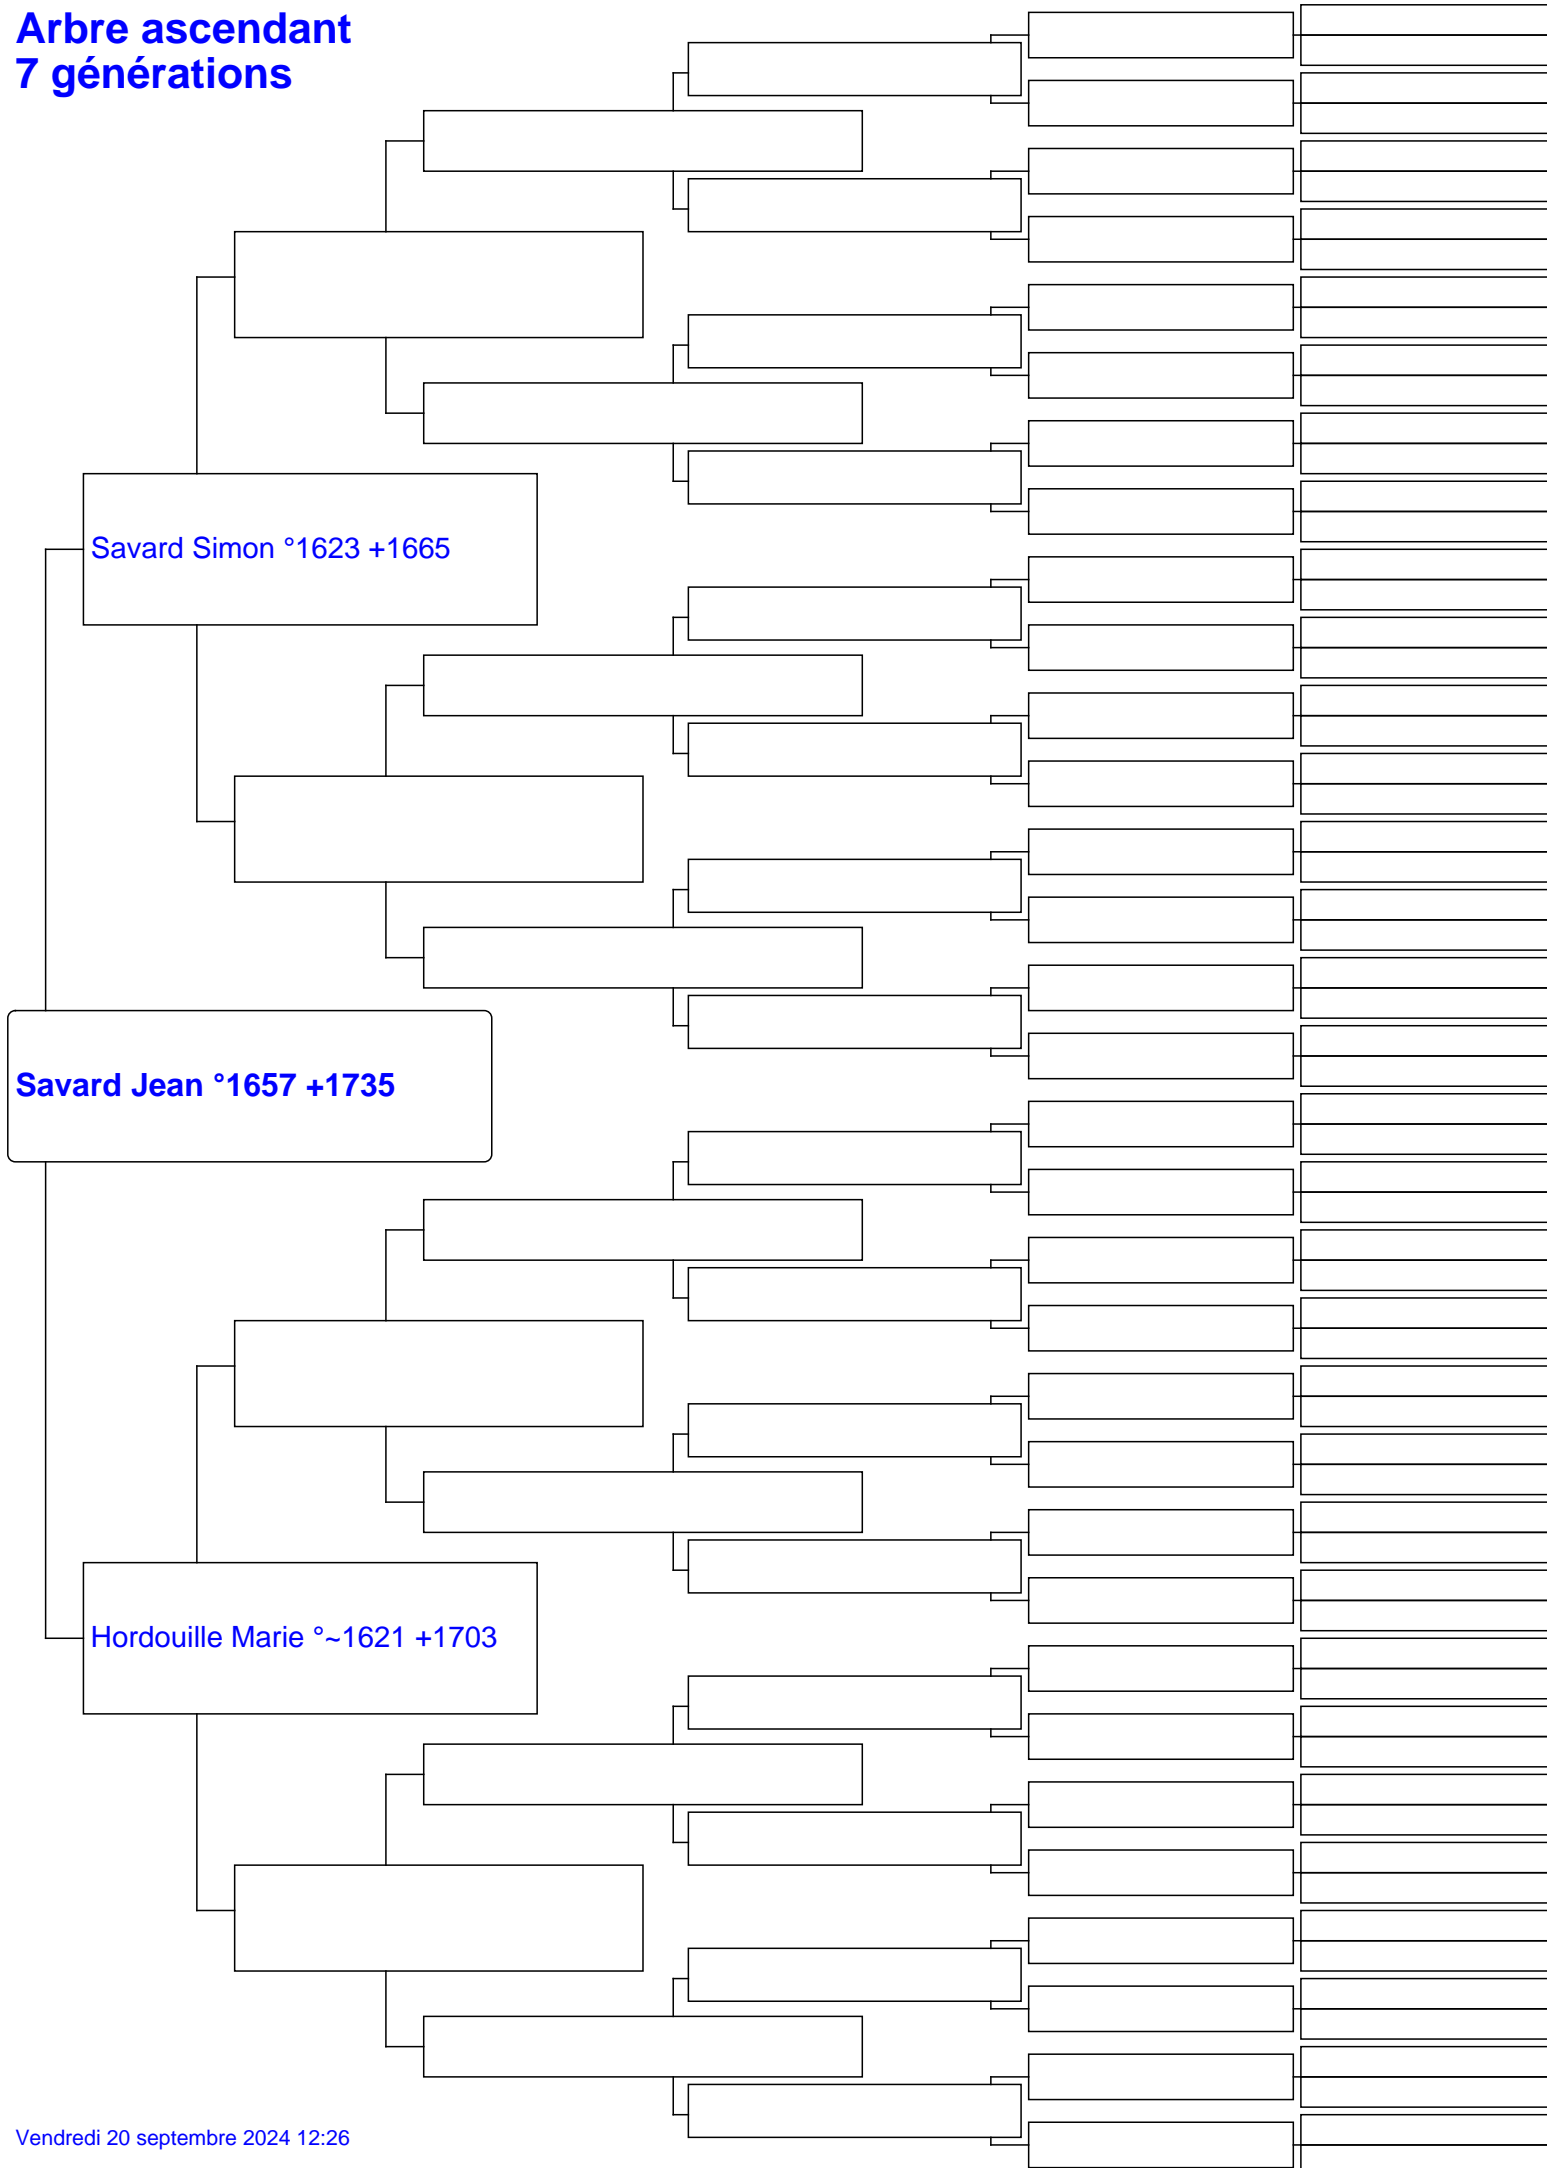 Arbre ascendant
7 générations
Savard Simon °1623 +1665
Savard Jean °1657 +1735
Hordouille Marie °~1621 +1703
Vendredi 20 septembre 2024 12:26